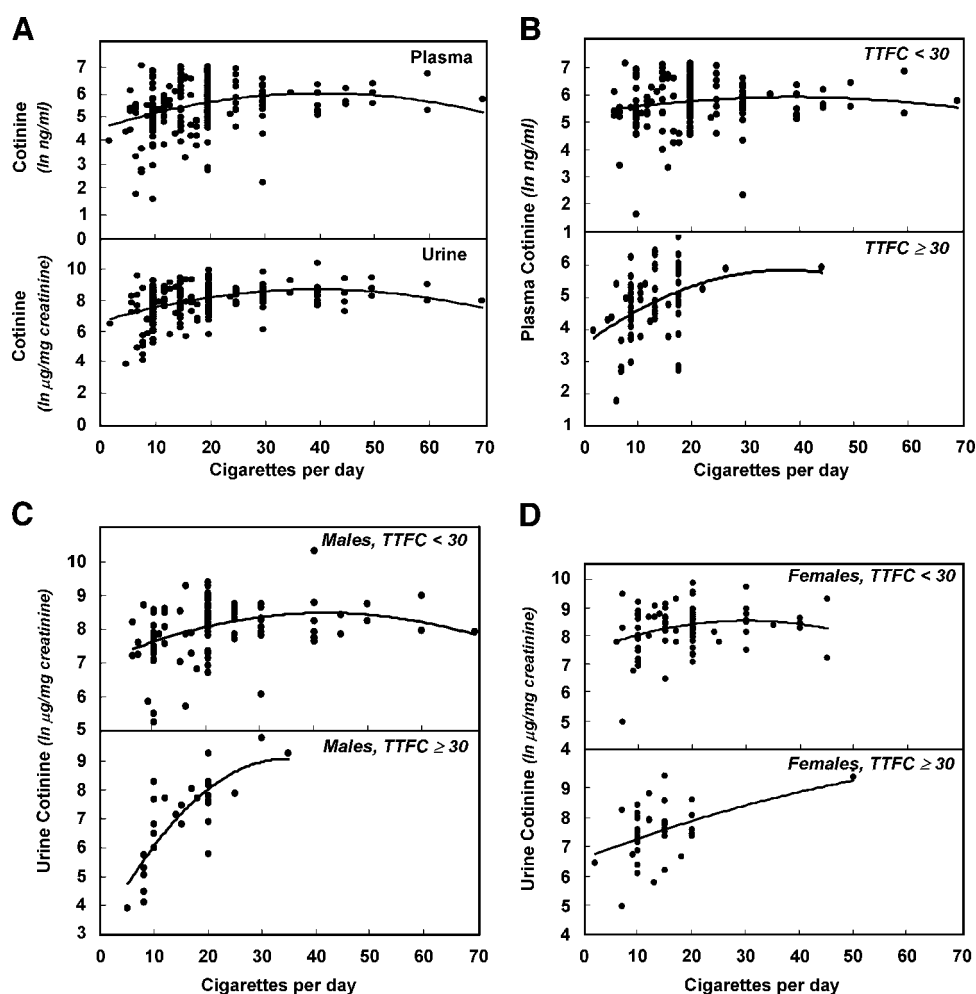 A
Plasma
7
6
5
4
3
2
1
0
Cotinine
(ln ng/ml)
Urine
10
8
6
4
2
0
Cotinine
(ln µg/mg creatinine)
0 10 20 30 40 50 60 70
Cigarettes per day
B
TTFC < 30
7
6
5
4
3
2
1
TTFC ≥ 30
6
5
4
3
2
1
Plasma Cotinine (ln ng/ml)
0 10 20 30 40 50 60 70
Cigarettes per day
C
Males, TTFC < 30
10
9
8
7
6
5
Males, TTFC ≥ 30
9
8
7
6
5
4
3
Urine Cotinine (ln µg/mg creatinine)
0 10 20 30 40 50 60 70
Cigarettes per day
D
Females, TTFC < 30
10
9
8
7
6
5
4
Females, TTFC ≥ 30
9
8
7
6
5
4
Urine Cotinine (ln µg/mg creatinine)
0 10 20 30 40 50 60 70
Cigarettes per day